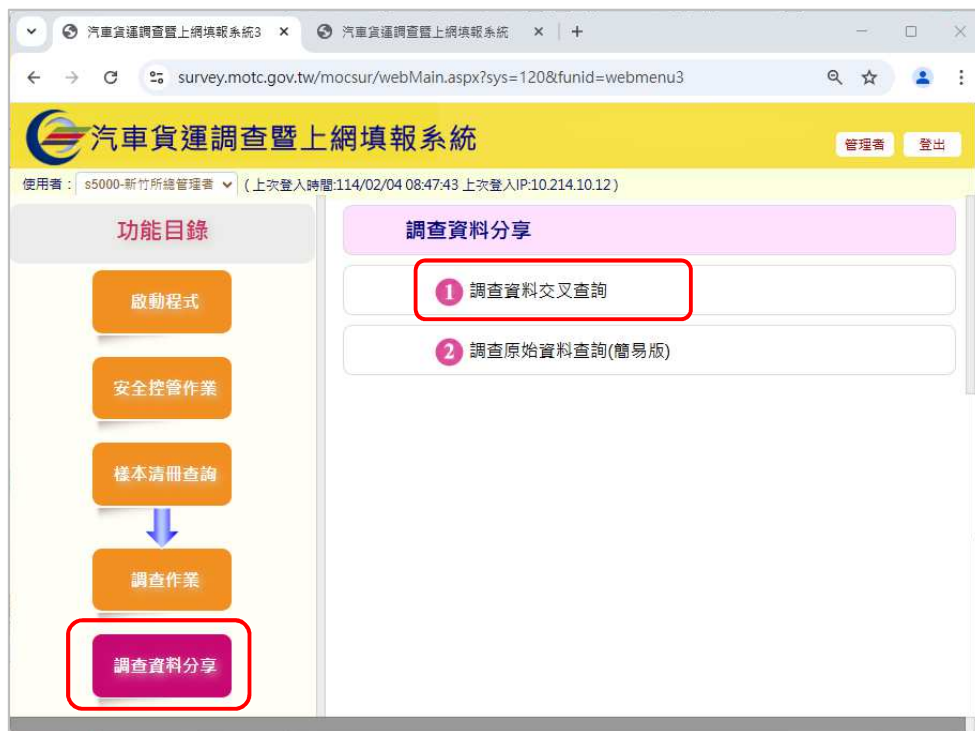 汽車貨運調查暨上網填報系統3
汽車貨運調查暨上網填報系統
survey.motc.gov.tw/mocsur/webMain.aspx?sys=120&funid=webmenu3
汽車貨運調查暨上網填報系統
管理者
登出
使用者： s5000-新竹所總管理者 (上次登入時間:114/02/04 08:47:43 上次登入IP:10.214.10.12)
功能目錄
啟動程式
安全控管作業
樣本清冊查詢
調查作業
調查資料分享
調查資料分享
1 調查資料交叉查詢
2 調查原始資料查詢(簡易版)